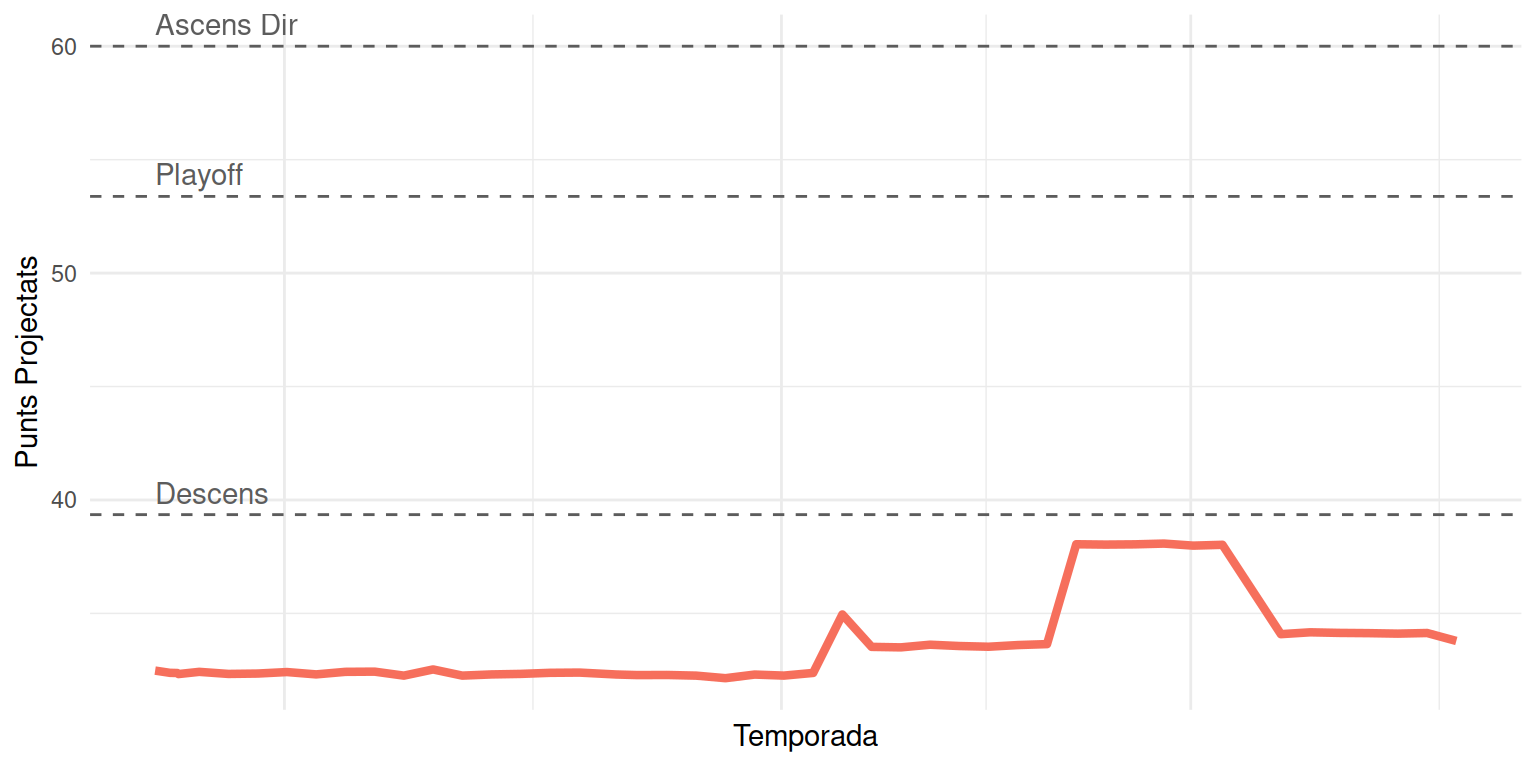 Ascens Dir
60
Playoff
50
Descens
40
Punts Projectats
Temporada